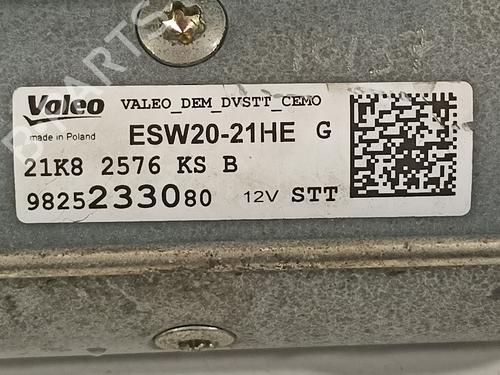 Valeo VALEO_DEM_DVSTT_CEMO
made in Poland ESW20-21HE G
21K8 2576 KS B
9825233080 12V STT